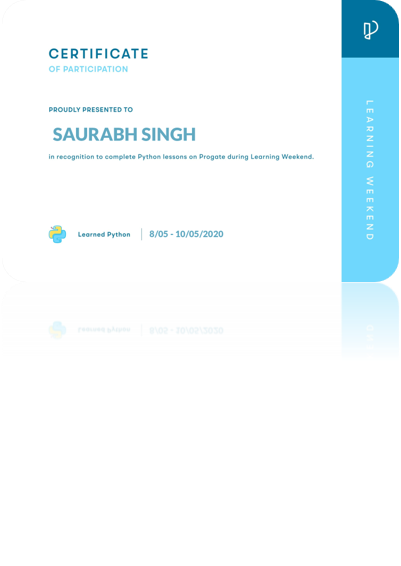 CERTIFICATE
OF PARTICIPATION
PROUDLY PRESENTED TO
SAURABH SINGH
in recognition to complete Python lessons on Progate during Learning Weekend.
Learned Python
8/05 - 10/05/2020
LEARNING WEEKEND